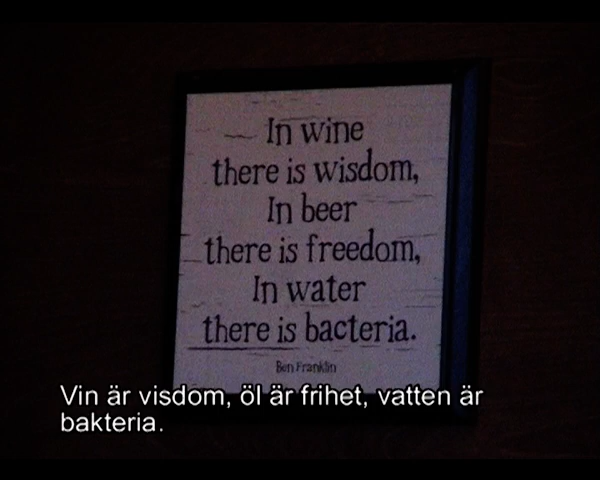 In wine
there is wisdom,
In beer
there is freedom,
In water
there is bacteria.
Ben Franklin
Vin är visdom, öl är frihet, vatten är
bakteria.